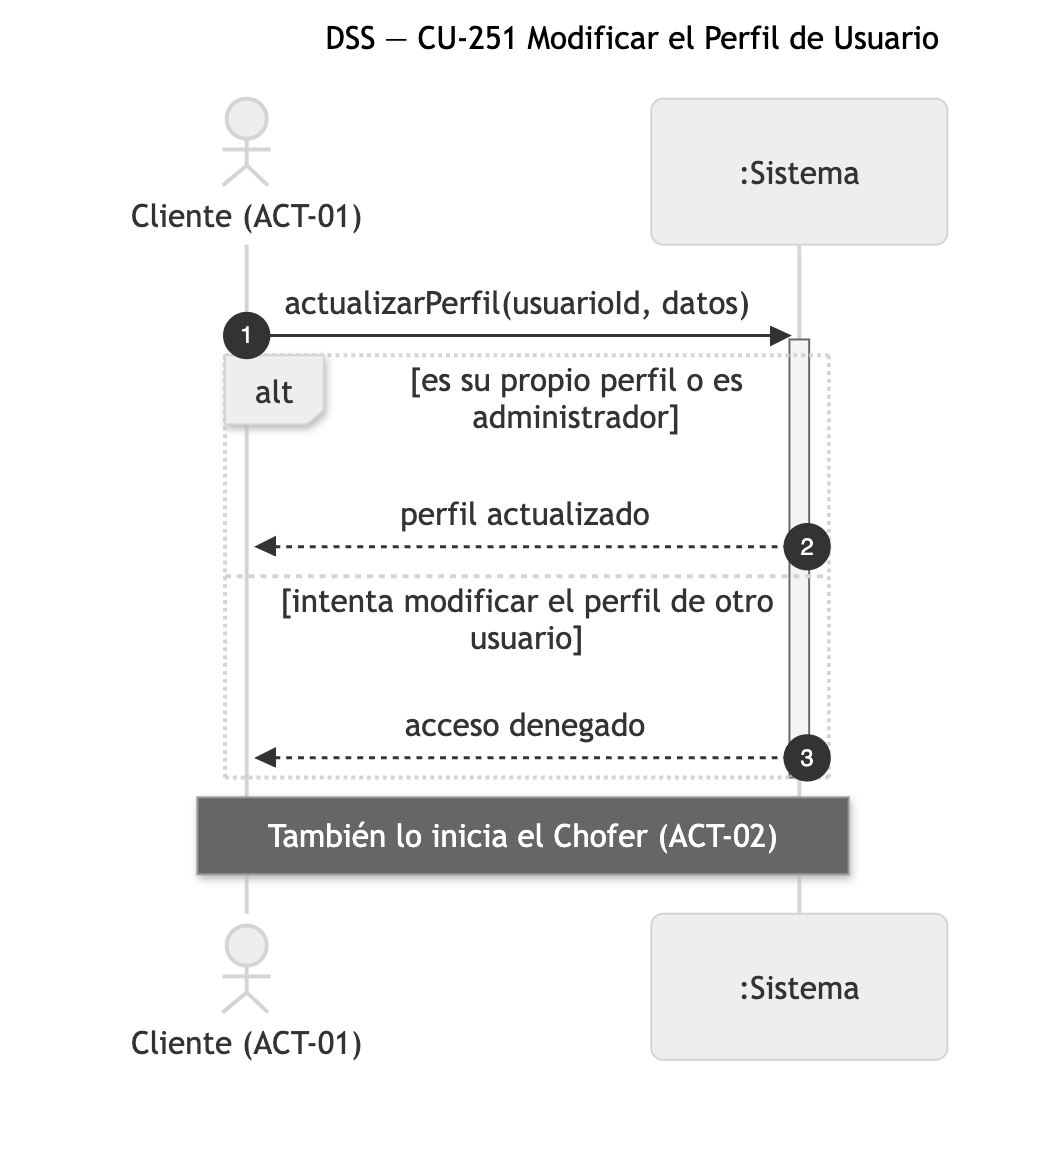 DSS — CU-251 Modificar el Perfil de Usuario
Cliente (ACT-01)
:Sistema
actualizarPerfil(usuarioId, datos)
1
alt
[es su propio perfil o es
administrador]
perfil actualizado
2
[intenta modificar el perfil de otro
usuario]
acceso denegado
3
También lo inicia el Chofer (ACT-02)
Cliente (ACT-01)
:Sistema